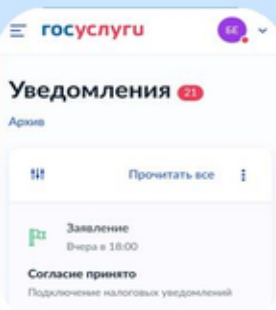 госуслуги
БЕ
Уведомления 21
Архив
Прочитать все
Заявление
Вчера в 18:00
Согласие принято
Подключение налоговых уведомлений